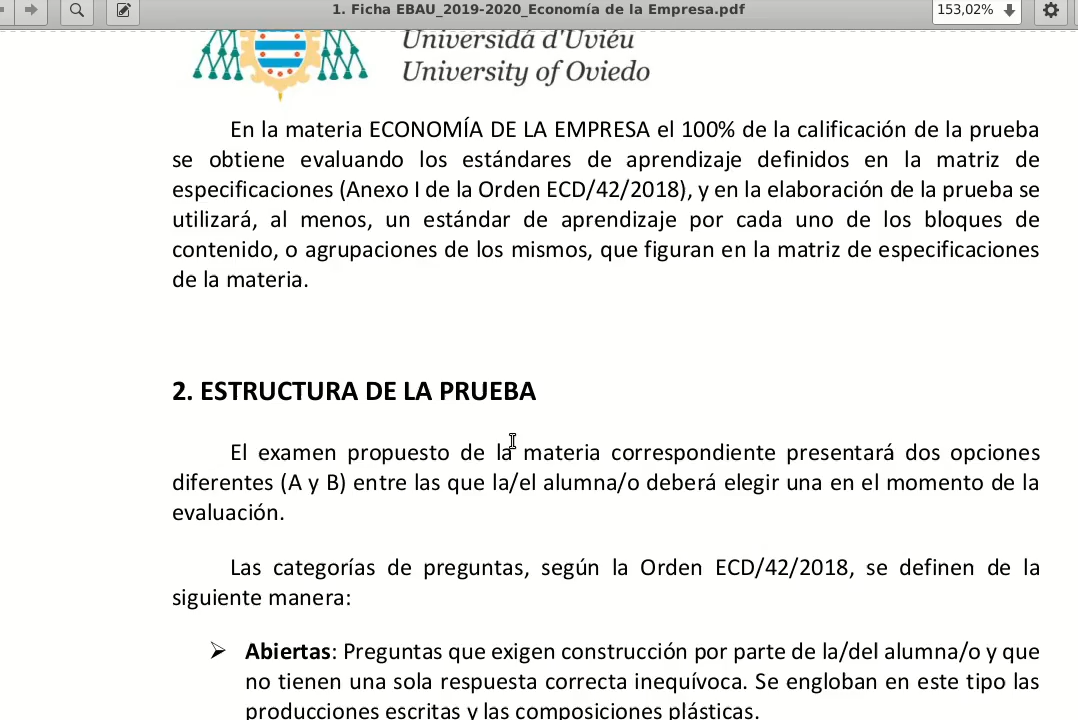 1. Ficha EBAU_2019-2020_Economía de la Empresa.pdf
153,02%
Universidá d'Uviéu
University of Oviedo
En la materia ECONOMÍA DE LA EMPRESA el 100% de la calificación de la prueba
se obtiene evaluando los estándares de aprendizaje definidos en la matriz de
especificaciones (Anexo I de la Orden ECD/42/2018), y en la elaboración de la prueba se
utilizará, al menos, un estándar de aprendizaje por cada uno de los bloques de
contenido, o agrupaciones de los mismos, que figuran en la matriz de especificaciones
de la materia.
2. ESTRUCTURA DE LA PRUEBA
El examen propuesto de la materia correspondiente presentará dos opciones
diferentes (A y B) entre las que la/el alumna/o deberá elegir una en el momento de la
evaluación.
Las categorías de preguntas, según la Orden ECD/42/2018, se definen de la
siguiente manera:
Abiertas: Preguntas que exigen construcción por parte de la/del alumna/o y que
no tienen una sola respuesta correcta inequívoca. Se engloban en este tipo las
producciones escritas y las composiciones plásticas.